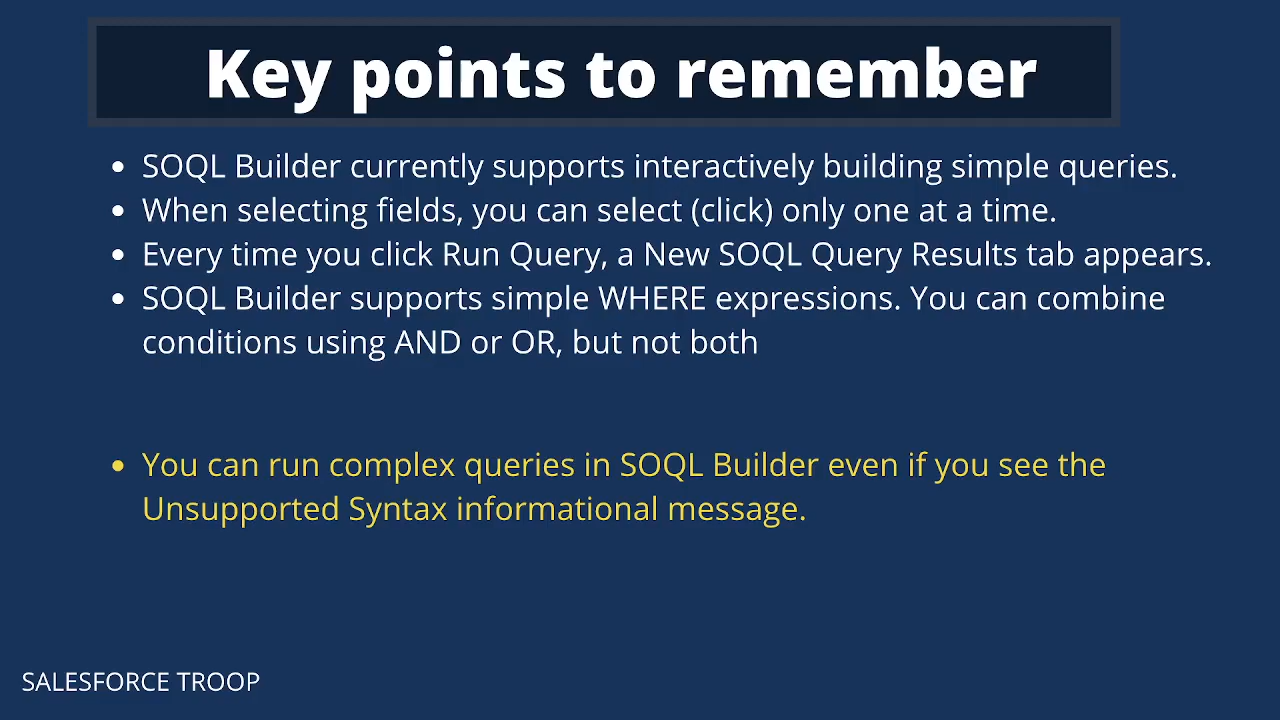 Key points to remember
• SOQL Builder currently supports interactively building simple queries.
• When selecting fields, you can select (click) only one at a time.
• Every time you click Run Query, a New SOQL Query Results tab appears.
• SOQL Builder supports simple WHERE expressions. You can combine
conditions using AND or OR, but not both
• You can run complex queries in SOQL Builder even if you see the
Unsupported Syntax informational message.
SALESFORCE TROOP